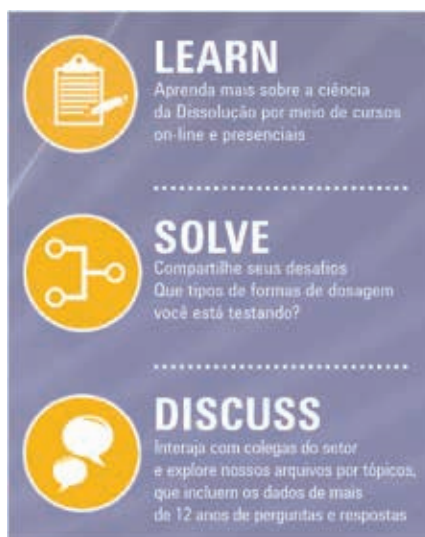 LEARN
Aprenda mais sobre a ciência
da Dissolução por meio de cursos
on-line e presenciais
SOLVE
Compartilhe seus desafios
Que tipos de formas de dosagem
você está testando?
DISCUSS
Interaja com colegas do setor
e explore nossos arquivos por tópicos,
que incluem os dados de mais
de 12 anos de perguntas e respostas